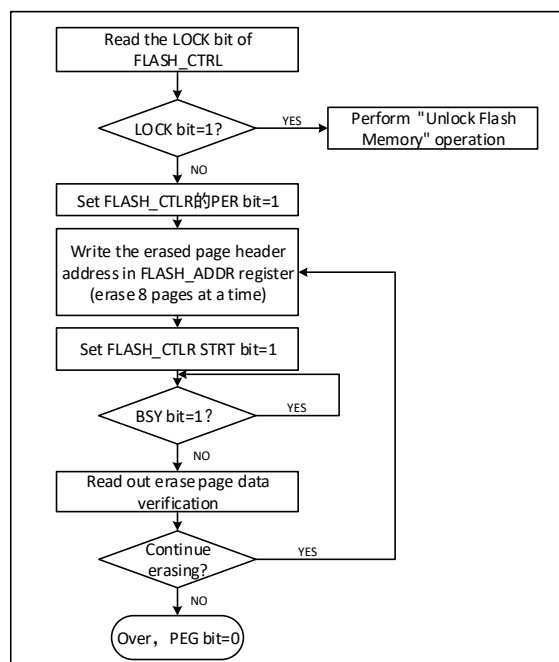 Read the LOCK bit of
FLASH_CTRL
LOCK bit=1?
YES
Perform "Unlock Flash
Memory" operation
NO
Set FLASH_CTLR的PER bit=1
Write the erased page header
address in FLASH_ADDR register
(erase 8 pages at a time)
Set FLASH_CTLR STRT bit=1
BSY bit=1?
YES
NO
Read out erase page data
verification
Continue
erasing?
YES
NO
Over，PEG bit=0